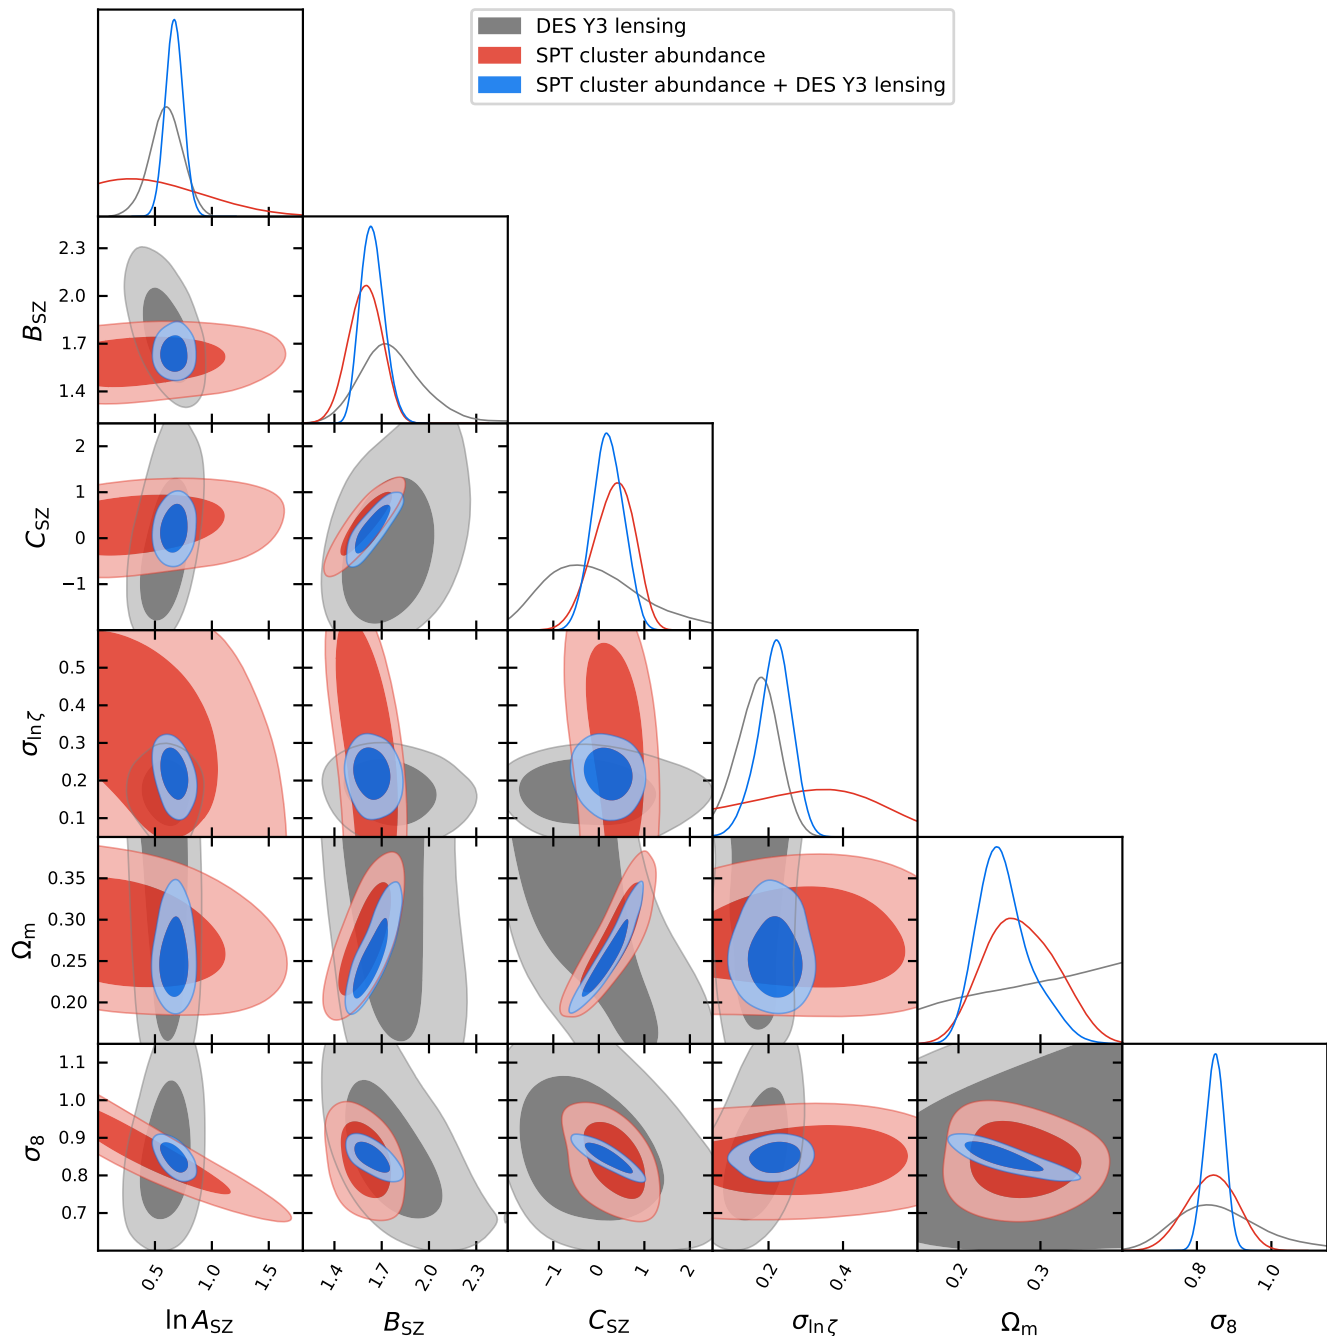 DES Y3 lensing
SPT cluster abundance
SPT cluster abundance + DES Y3 lensing
2.3
2.0
1.7
1.4
B_SZ
2
1
0
−1
C_SZ
0.5
0.4
0.3
0.2
0.1
σ_ln ζ
0.35
0.30
0.25
0.20
Ω_m
1.1
1.0
0.9
0.8
0.7
σ_8
0.5 1.0 1.5 1.4 1.7 2.0 2.3 −1 0 1 2 0.2 0.4 0.2 0.3 0.8 1.0
ln A_SZ B_SZ C_SZ σ_ln ζ Ω_m σ_8